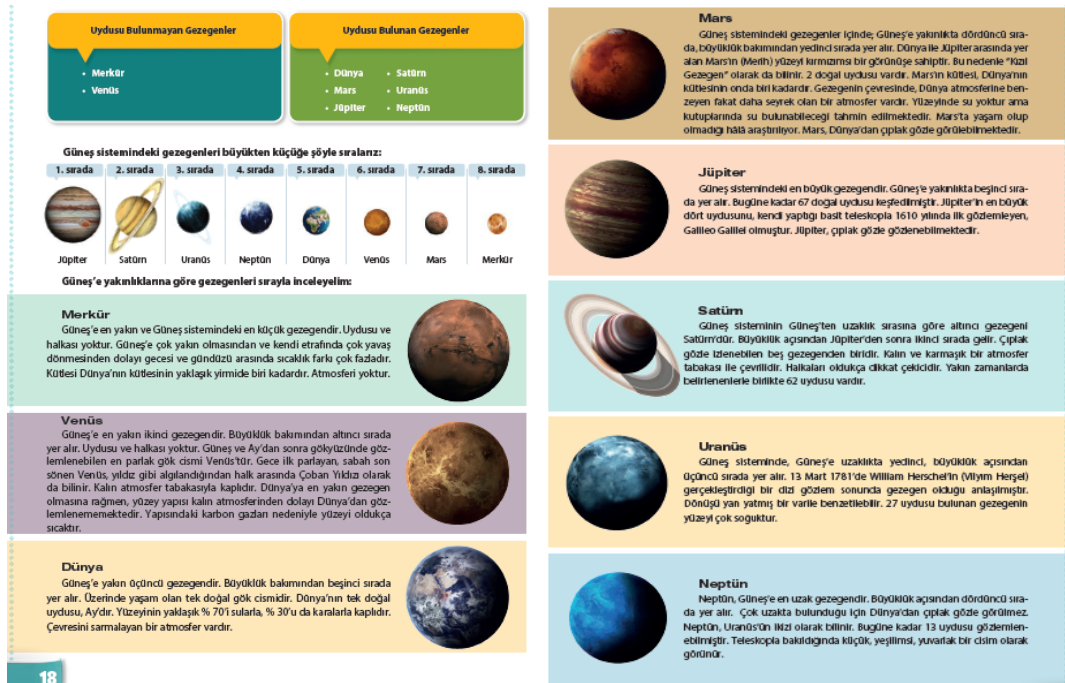 Uydusu Bulunmayan Gezegenler
• Merkür
• Venüs
Uydusu Bulunan Gezegenler
• Dünya
• Mars
• Jüpiter
• Satürn
• Uranüs
• Neptün
Güneş sistemindeki gezegenleri büyükten küçüğe şöyle sıralarız:
1. sırada 2. sırada 3. sırada 4. sırada 5. sırada 6. sırada 7. sırada 8. sırada
Jüpiter Satürn Uranüs Neptün Dünya Venüs Mars Merkür
Güneş'e yakınlıklarına göre gezegenleri sırayla inceleyelim:
Merkür
Güneş'e en yakın ve Güneş sistemindeki en küçük gezegendir. Uydusu ve
halkası yoktur. Güneş'e çok yakın olmasından ve kendi etrafında çok yavaş
dönmesinden dolayı gecesi ve gündüzü arasında sıcaklık farkı çok fazladır.
Kütlesi Dünya'nın kütlesinin yaklaşık yirmide biri kadardır. Atmosferi yoktur.
Venüs
Güneş'e en yakın ikinci gezegendir. Büyüklük bakımından altıncı sırada
yer alır. Uydusu ve halkası yoktur. Güneş ve Ay'dan sonra gökyüzünde göz-
lemlenebilen en parlak gök cismi Venüs'tür. Gece ilk parlayan, sabah son
sönen Venüs, yıldız gibi algılandığından halk arasında Çoban Yıldızı olarak
da bilinir. Kalın atmosfer tabakasıyla kaplıdır. Dünya'ya en yakın gezegen
olmasına rağmen, yüzey yapısı kalın atmosferinden dolayı Dünya'dan göz-
lemlenememektedir. Yapısındaki karbon gazları nedeniyle yüzeyi oldukça
sıcaktır.
Dünya
Güneş'e yakın üçüncü gezegendir. Büyüklük bakımından beşinci sırada
yer alır. Üzerinde yaşam olan tek doğal gök cismidir. Dünya'nın tek doğal
uydusu, Ay'dır. Yüzeyinin yaklaşık % 70'i sularla, % 30'u da karalarla kaplıdır.
Çevresini sarmalayan bir atmosfer vardır.
18
Mars
Güneş sistemindeki gezegenler içinde; Güneş'e yakınlıkta dördüncü sıra-
da, büyüklük bakımından yedinci sırada yer alır. Dünya ile Jüpiter arasında yer
alan Mars'ın (Merih) yüzeyi kırmızımsı bir görünüşe sahiptir. Bu nedenle "Kızıl
Gezegen" olarak da bilinir. 2 doğal uydusu vardır. Mars'ın kütlesi, Dünya'nın
kütlesinin onda biri kadardır. Gezegenin çevresinde, Dünya atmosferine ben-
zeyen fakat daha seyrek olan bir atmosfer vardır. Yüzeyinde su yoktur ama
kutuplarında su bulunabileceği tahmin edilmektedir. Mars'ta yaşam olup
olmadığı hâlâ araştırılıyor. Mars, Dünya'dan çıplak gözle görülebilmektedir.
Jüpiter
Güneş sistemindeki en büyük gezegendir. Güneş'e yakınlıkta beşinci sıra-
da yer alır. Bugüne kadar 67 doğal uydusu keşfedilmiştir. Jüpiter'in en büyük
dört uydusunu, kendi yaptığı basit teleskopla 1610 yılında ilk gözlemleyen,
Galileo Galilei olmuştur. Jüpiter, çıplak gözle gözlenebilmektedir.
Satürn
Güneş sisteminin Güneş'ten uzaklık sırasına göre altıncı gezegeni
Satürn'dür. Büyüklük açısından Jüpiter'den sonra ikinci sırada gelir. Çıplak
gözle izlenebilen beş gezegenden biridir. Kalın ve karmaşık bir atmosfer
tabakası ile çevrilidir. Halkaları oldukça dikkat çekicidir. Yakın zamanlarda
belirlenenlerle birlikte 62 uydusu vardır.
Uranüs
Güneş sisteminde, Güneş'e uzaklıkta yedinci, büyüklük açısından
üçüncü sırada yer alır. 13 Mart 1781'de William Herschel'in (Vilyım Herşel)
gerçekleştirdiği bir dizi gözlem sonunda gezegen olduğu anlaşılmıştır.
Dönüşü yan yatmış bir varile benzetilebilir. 27 uydusu bulunan gezegenin
yüzeyi çok soğuktur.
Neptün
Neptün, Güneş'e en uzak gezegendir. Büyüklük açısından dördüncü sıra-
da yer alır. Çok uzakta bulunduğu için Dünya'dan çıplak gözle görülmez.
Neptün, Uranüs'ün ikizi olarak bilinir. Bugüne kadar 13 uydusu gözlemlen-
ebilmiştir. Teleskopla bakıldığında küçük, yeşilimsi, yuvarlak bir cisim olarak
görünür.